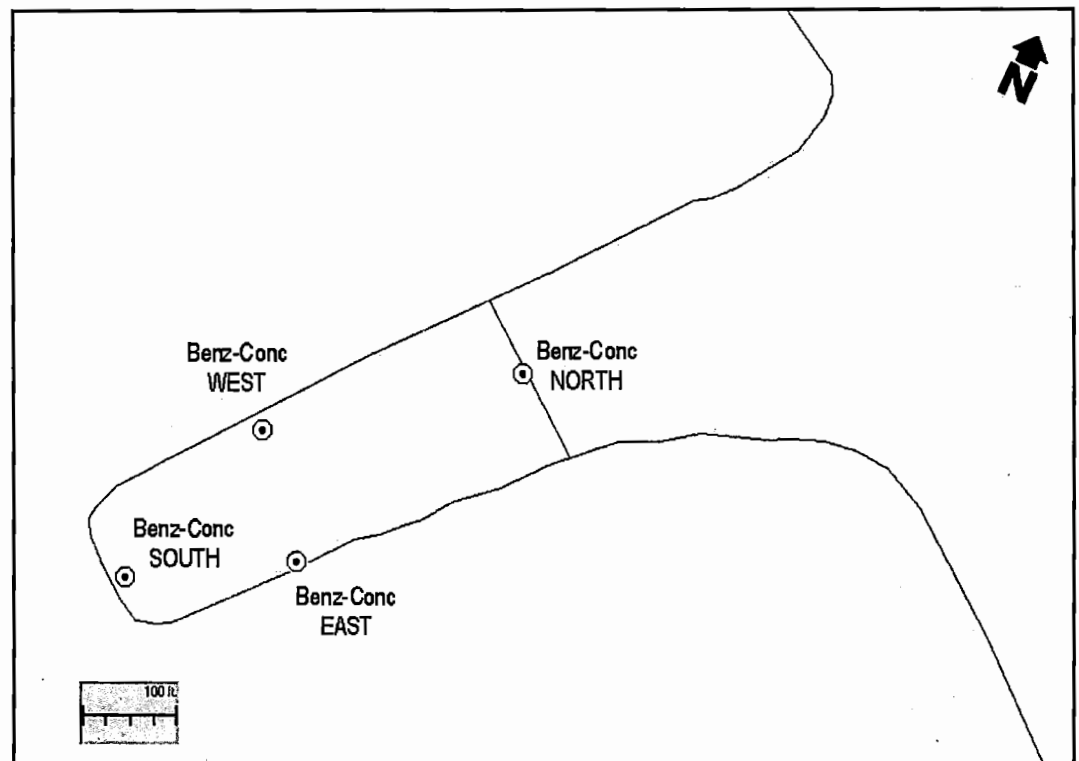 N
Benz-Conc
WEST
Benz-Conc
NORTH
Benz-Conc
SOUTH
Benz-Conc
EAST
100 ft.